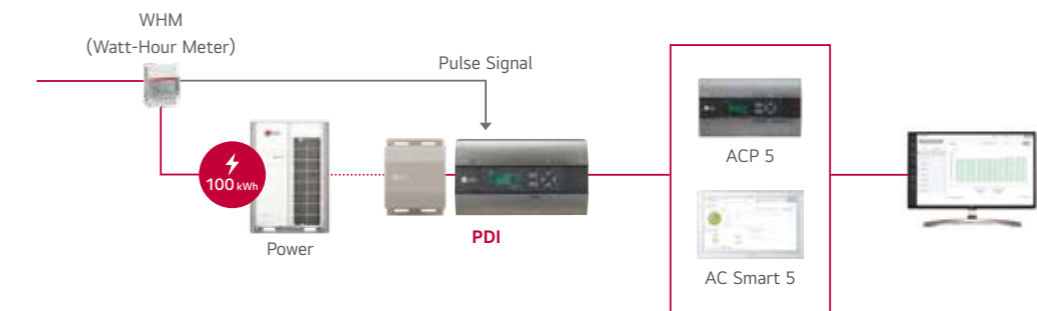 WHM
(Watt-Hour Meter)
Pulse Signal
100 kWh
Power
PDI
ACP 5
AC Smart 5